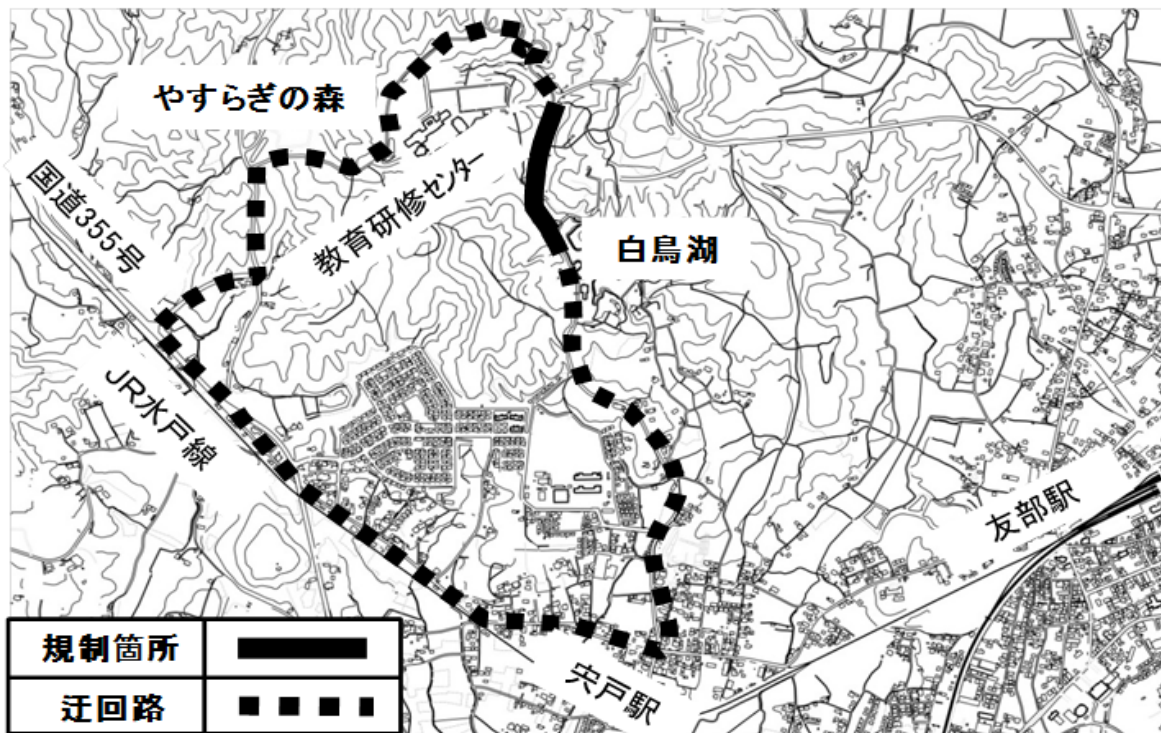 やすらぎの森
国道355号
教育研修センター
白鳥湖
JR水戸線
友部駅
宍戸駅
規制箇所
迂回路